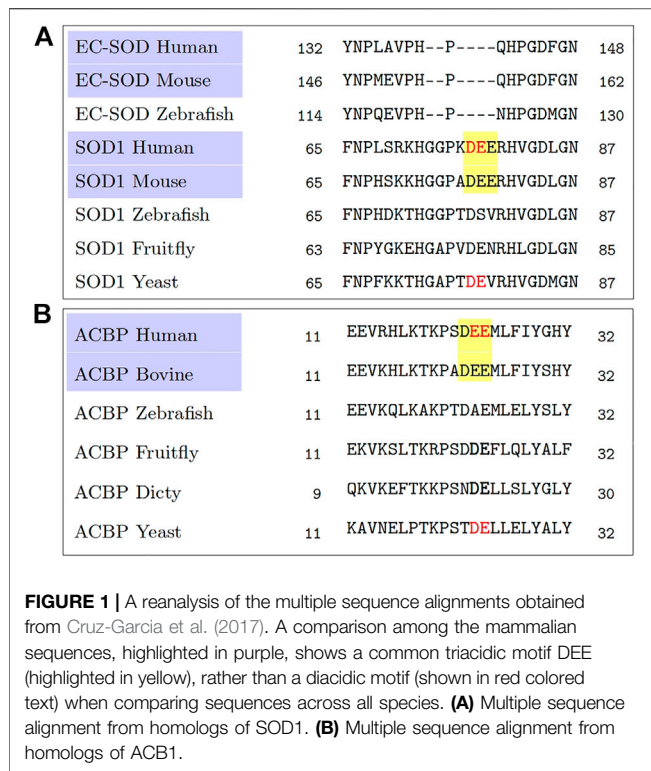 A
EC-SOD Human 132 YNPLAVPH--P----QHPGDFGN 148
EC-SOD Mouse 146 YNPMEVPH--P----QHPGDFGN 162
EC-SOD Zebrafish 114 YNPQEVPH--P----NHPGDMGN 130
SOD1 Human 65 FNPLSRKHGGPKDEERHVGDLGN 87
SOD1 Mouse 65 FNPHSKKHGGPADEERHVGDLGN 87
SOD1 Zebrafish 65 FNPHDKTHGGPTDSVRHVGDLGN 87
SOD1 Fruitfly 63 FNPYGKEHGAPVDENRHLGDLGN 85
SOD1 Yeast 65 FNPFKKTHGAPTDEVRHVGDMGN 87
B
ACBP Human 11 EEVRHLKTKPSDEEMLFIYGHY 32
ACBP Bovine 11 EEVKHLKTKPADEEMLFIYSHY 32
ACBP Zebrafish 11 EEVKQLKAKPTDAEMLELYSLY 32
ACBP Fruitfly 11 EKVKSLTKRPSDDEFLQLYALF 32
ACBP Dicty 9 QKVKEFTKKPSNDELLSLYGLY 30
ACBP Yeast 11 KAVNELPTKPSTDELLELYALY 32
FIGURE 1 | A reanalysis of the multiple sequence alignments obtained
from Cruz-Garcia et al. (2017). A comparison among the mammalian
sequences, highlighted in purple, shows a common triacidic motif DEE
(highlighted in yellow), rather than a diacidic motif (shown in red colored
text) when comparing sequences across all species. (A) Multiple sequence
alignment from homologs of SOD1. (B) Multiple sequence alignment from
homologs of ACB1.